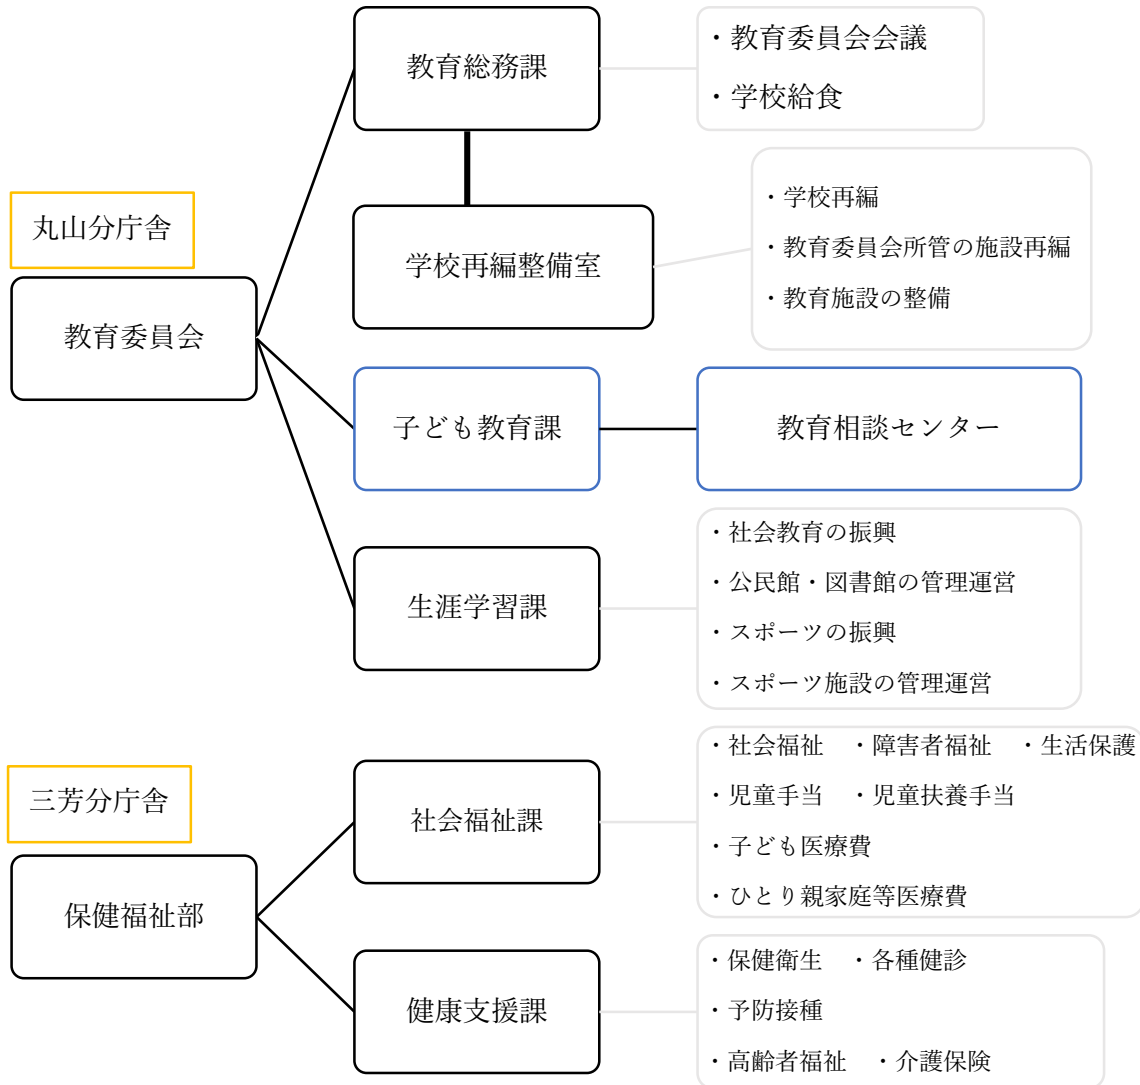 教育総務課
・教育委員会会議
・学校給食
丸山分庁舎
教育委員会
学校再編整備室
・学校再編
・教育委員会所管の施設再編
・教育施設の整備
子ども教育課
教育相談センター
生涯学習課
・社会教育の振興
・公民館・図書館の管理運営
・スポーツの振興
・スポーツ施設の管理運営
三芳分庁舎
保健福祉部
社会福祉課
・社会福祉　・障害者福祉　・生活保護
・児童手当　・児童扶養手当
・子ども医療費
・ひとり親家庭等医療費
健康支援課
・保健衛生　・各種健診
・予防接種
・高齢者福祉　・介護保険